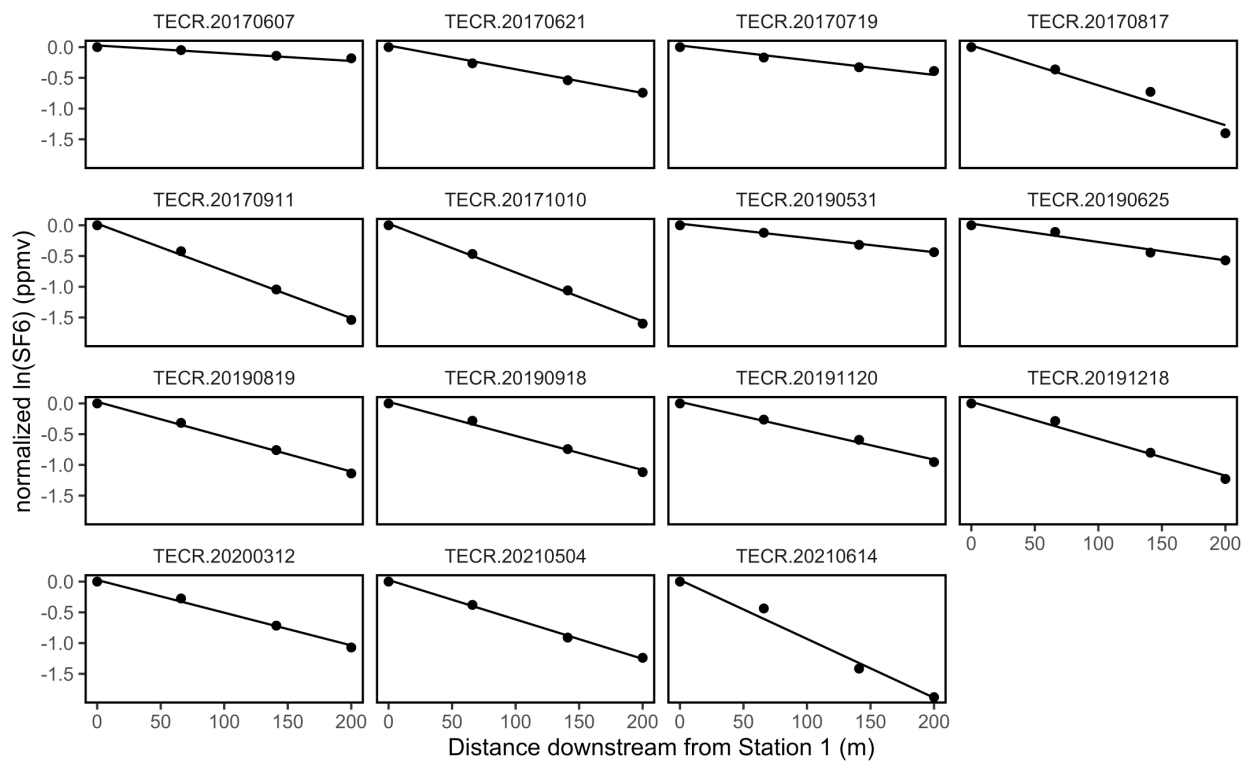 TECR.20170607 TECR.20170621 TECR.20170719 TECR.20170817
0.0
-0.5
-1.0
-1.5
TECR.20170911 TECR.20171010 TECR.20190531 TECR.20190625
0.0
-0.5
-1.0
-1.5
normalized ln(SF6) (ppmv)
TECR.20190819 TECR.20190918 TECR.20191120 TECR.20191218
0.0
-0.5
-1.0
-1.5
0 50 100 150 200
TECR.20200312 TECR.20210504 TECR.20210614
0.0
-0.5
-1.0
-1.5
0 50 100 150 200 0 50 100 150 200 0 50 100 150 200
Distance downstream from Station 1 (m)